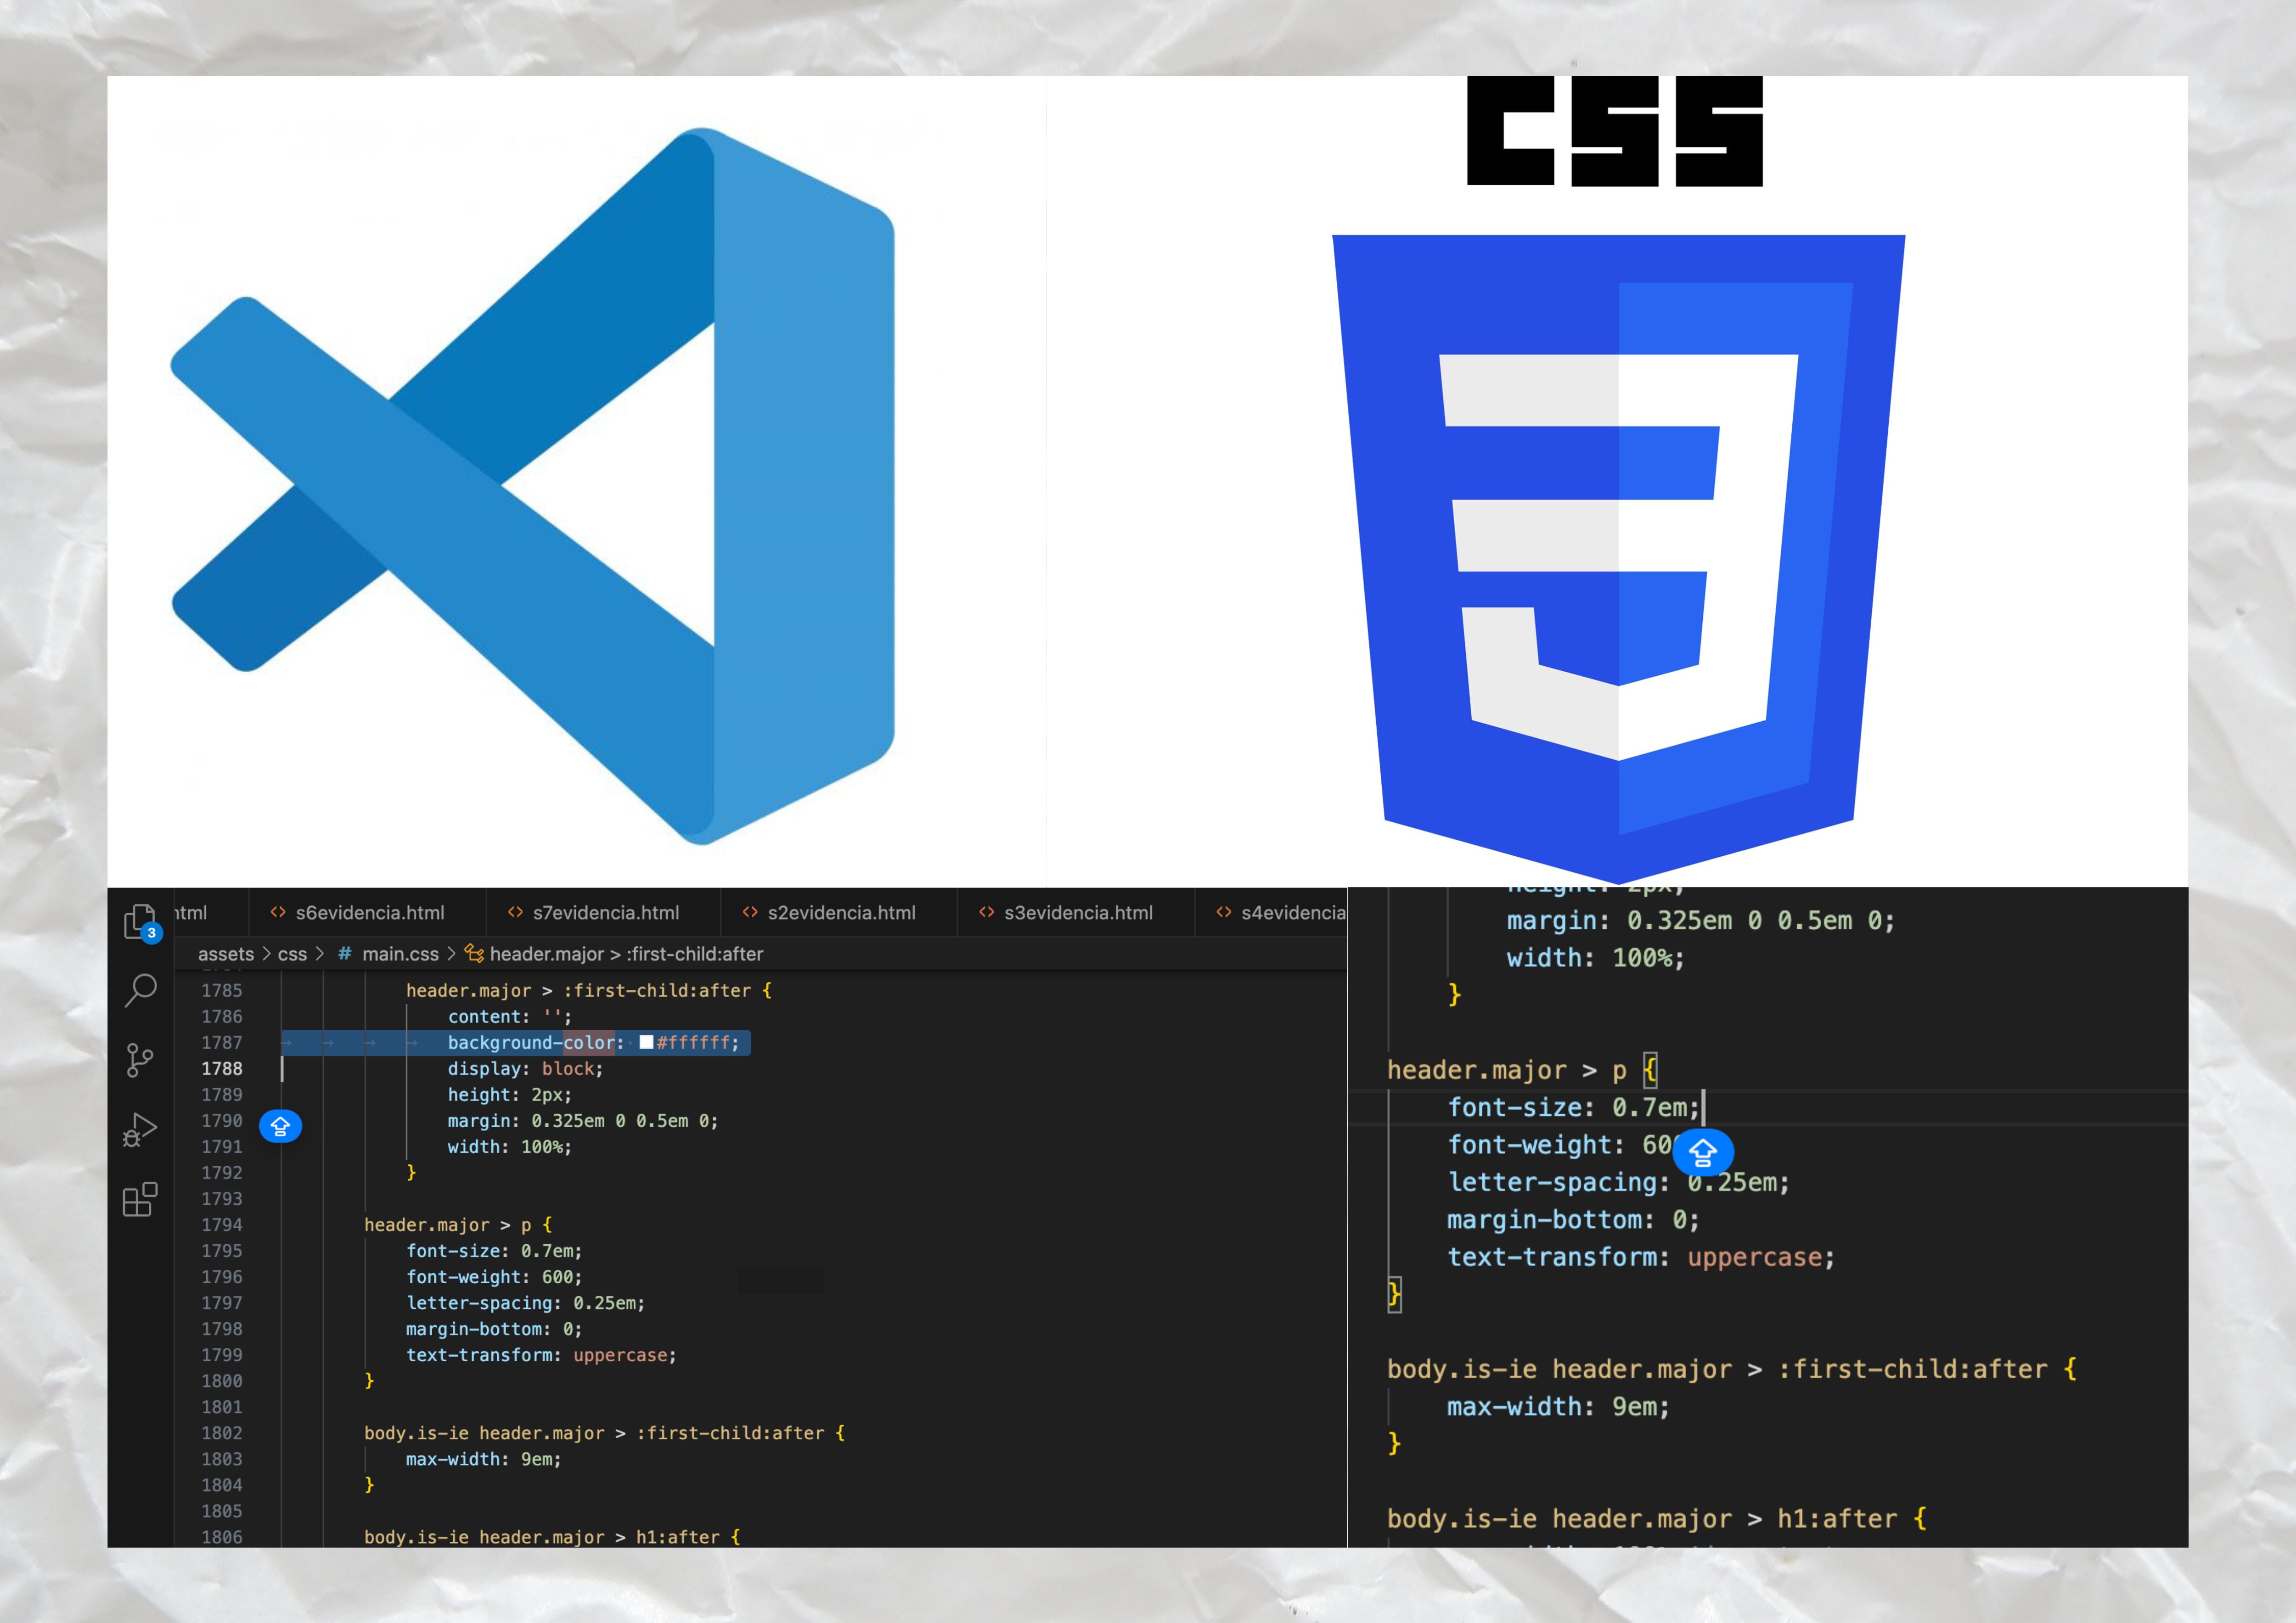 CSS
3
html
s6evidencia.html
s7evidencia.html
s2evidencia.html
s3evidencia.html
s4evidencia
assets > css > # main.css > header.major > :first-child:after
1785 header.major > :first-child:after {
1786 content: '';
1787 background-color: #ffffff;
1788 display: block;
1789 height: 2px;
1790 margin: 0.325em 0 0.5em 0;
1791 width: 100%;
1792 }
1793
1794 header.major > p {
1795 font-size: 0.7em;
1796 font-weight: 600;
1797 letter-spacing: 0.25em;
1798 margin-bottom: 0;
1799 text-transform: uppercase;
1800 }
1801
1802 body.is-ie header.major > :first-child:after {
1803 max-width: 9em;
1804 }
1805
1806 body.is-ie header.major > h1:after {
height: 2px;
margin: 0.325em 0 0.5em 0;
width: 100%;
}
header.major > p {
font-size: 0.7em;
font-weight: 60
letter-spacing: 0.25em;
margin-bottom: 0;
text-transform: uppercase;
}
body.is-ie header.major > :first-child:after {
max-width: 9em;
}
body.is-ie header.major > h1:after {